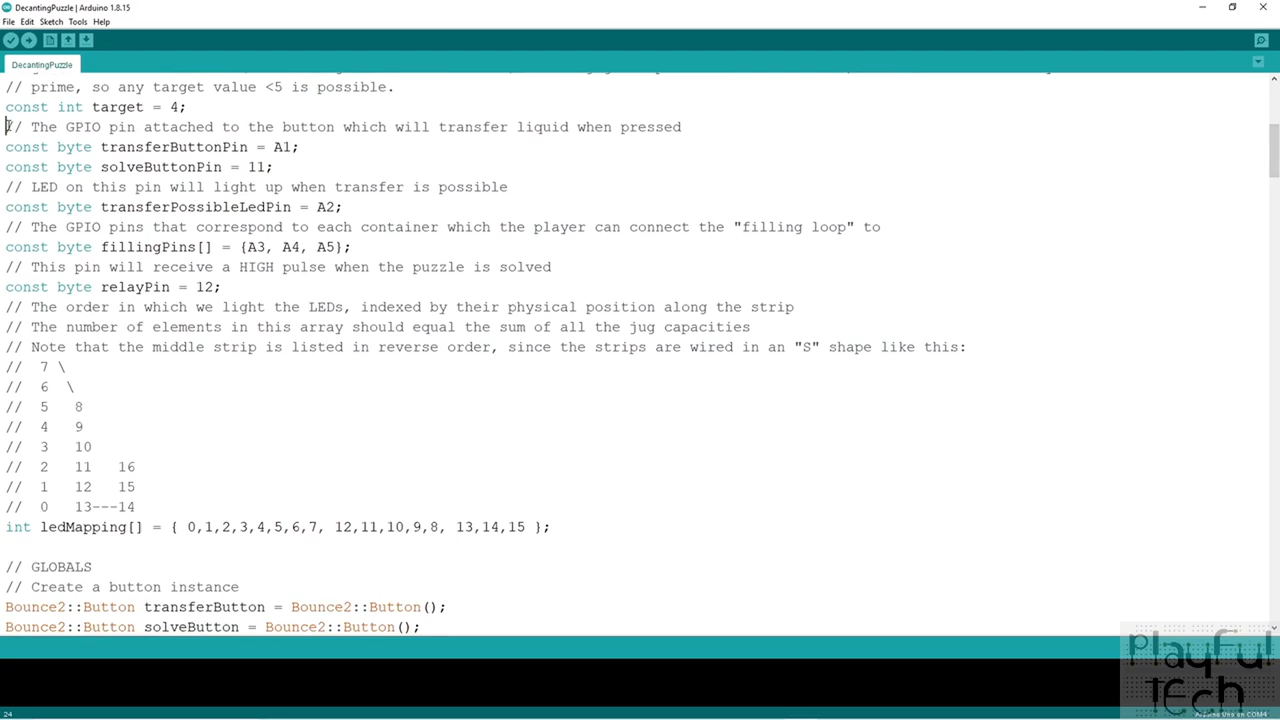 DecantingPuzzle | Arduino 1.8.15
File Edit Sketch Tools Help
DecantingPuzzle
// prime, so any target value <5 is possible.
const int target = 4;
// The GPIO pin attached to the button which will transfer liquid when pressed
const byte transferButtonPin = A1;
const byte solveButtonPin = 11;
// LED on this pin will light up when transfer is possible
const byte transferPossibleLedPin = A2;
// The GPIO pins that correspond to each container which the player can connect the "filling loop" to
const byte fillingPins[] = {A3, A4, A5};
// This pin will receive a HIGH pulse when the puzzle is solved
const byte relayPin = 12;
// The order in which we light the LEDs, indexed by their physical position along the strip
// The number of elements in this array should equal the sum of all the jug capacities
// Note that the middle strip is listed in reverse order, since the strips are wired in an "S" shape like this:
// 7 \
// 6 \
// 5 8
// 4 9
// 3 10
// 2 11 16
// 1 12 15
// 0 13---14
int ledMapping[] = { 0,1,2,3,4,5,6,7, 12,11,10,9,8, 13,14,15 };
// GLOBALS
// Create a button instance
Bounce2::Button transferButton = Bounce2::Button();
Bounce2::Button solveButton = Bounce2::Button();
Playful
tech
24
Arduino Uno on COM4